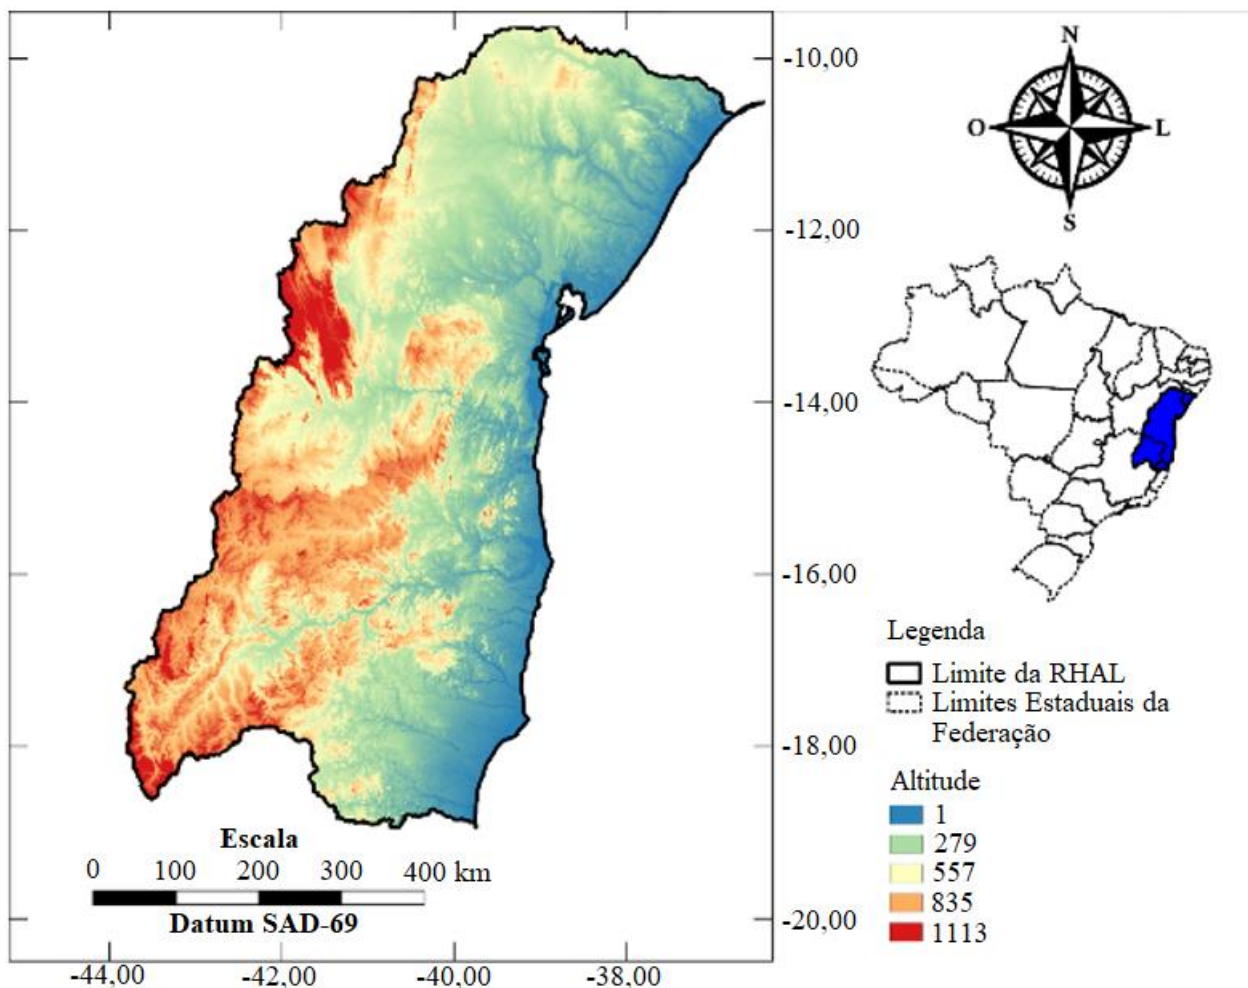 -10,00
-12,00
-14,00
-16,00
-18,00
-20,00
-44,00
-42,00
-40,00
-38,00
Escala
0 100 200 300 400 km
Datum SAD-69
N
O
L
S
Legenda
Limite da RHAL
Limites Estaduais da
Federação
Altitude
1
279
557
835
1113